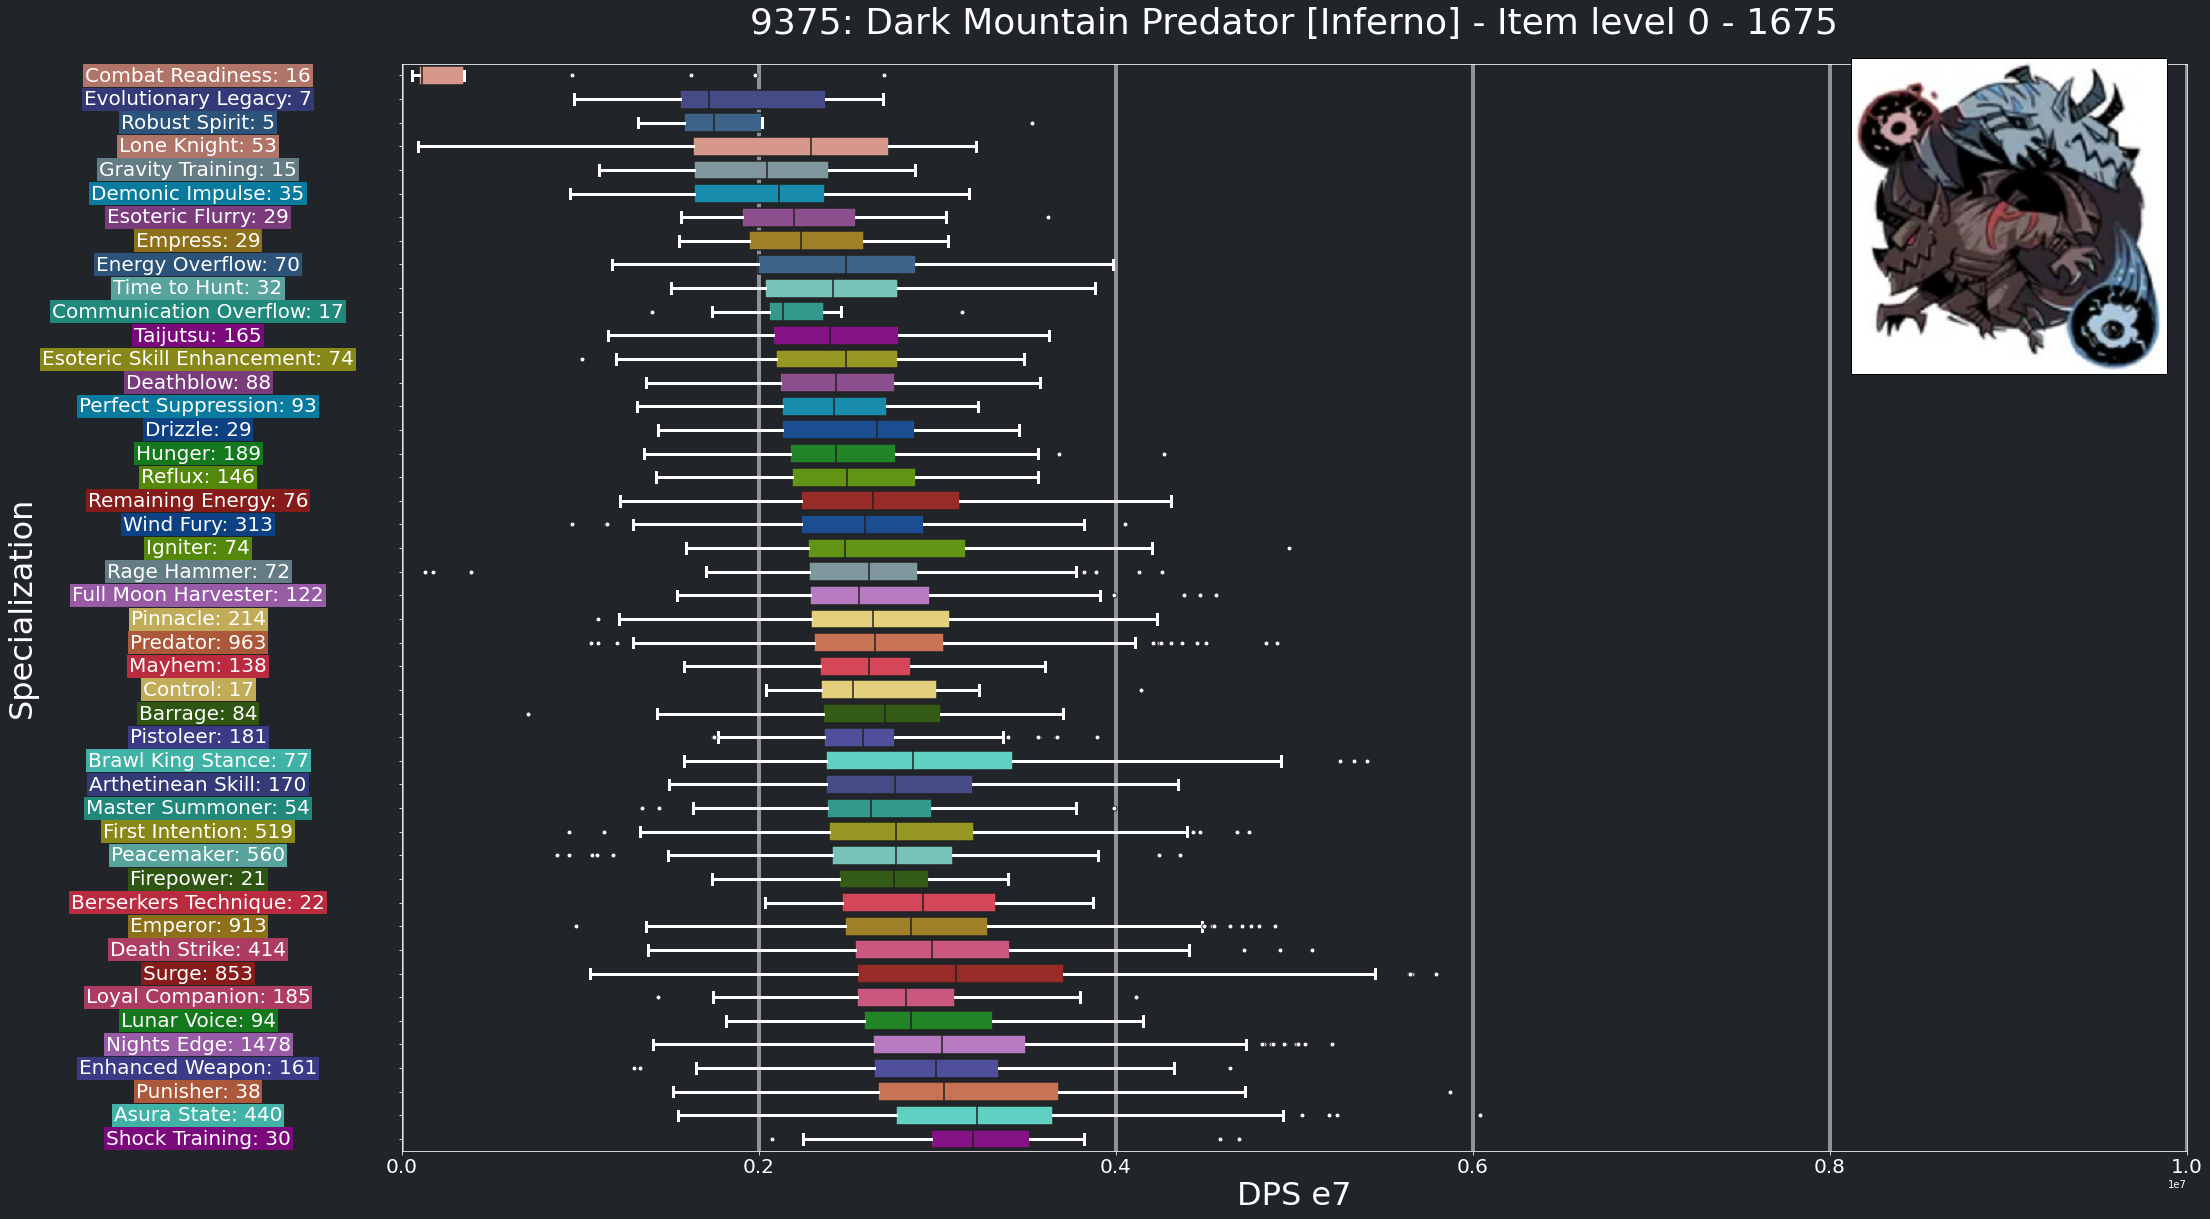 9375: Dark Mountain Predator [Inferno] - Item level 0 - 1675
Specialization
Combat Readiness: 16
Evolutionary Legacy: 7
Robust Spirit: 5
Lone Knight: 53
Gravity Training: 15
Demonic Impulse: 35
Esoteric Flurry: 29
Empress: 29
Energy Overflow: 70
Time to Hunt: 32
Communication Overflow: 17
Taijutsu: 165
Esoteric Skill Enhancement: 74
Deathblow: 88
Perfect Suppression: 93
Drizzle: 29
Hunger: 189
Reflux: 146
Remaining Energy: 76
Wind Fury: 313
Igniter: 74
Rage Hammer: 72
Full Moon Harvester: 122
Pinnacle: 214
Predator: 963
Mayhem: 138
Control: 17
Barrage: 84
Pistoleer: 181
Brawl King Stance: 77
Arthetinean Skill: 170
Master Summoner: 54
First Intention: 519
Peacemaker: 560
Firepower: 21
Berserkers Technique: 22
Emperor: 913
Death Strike: 414
Surge: 853
Loyal Companion: 185
Lunar Voice: 94
Nights Edge: 1478
Enhanced Weapon: 161
Punisher: 38
Asura State: 440
Shock Training: 30
0.0 0.2 0.4 0.6 0.8 1.0
1e7
DPS e7